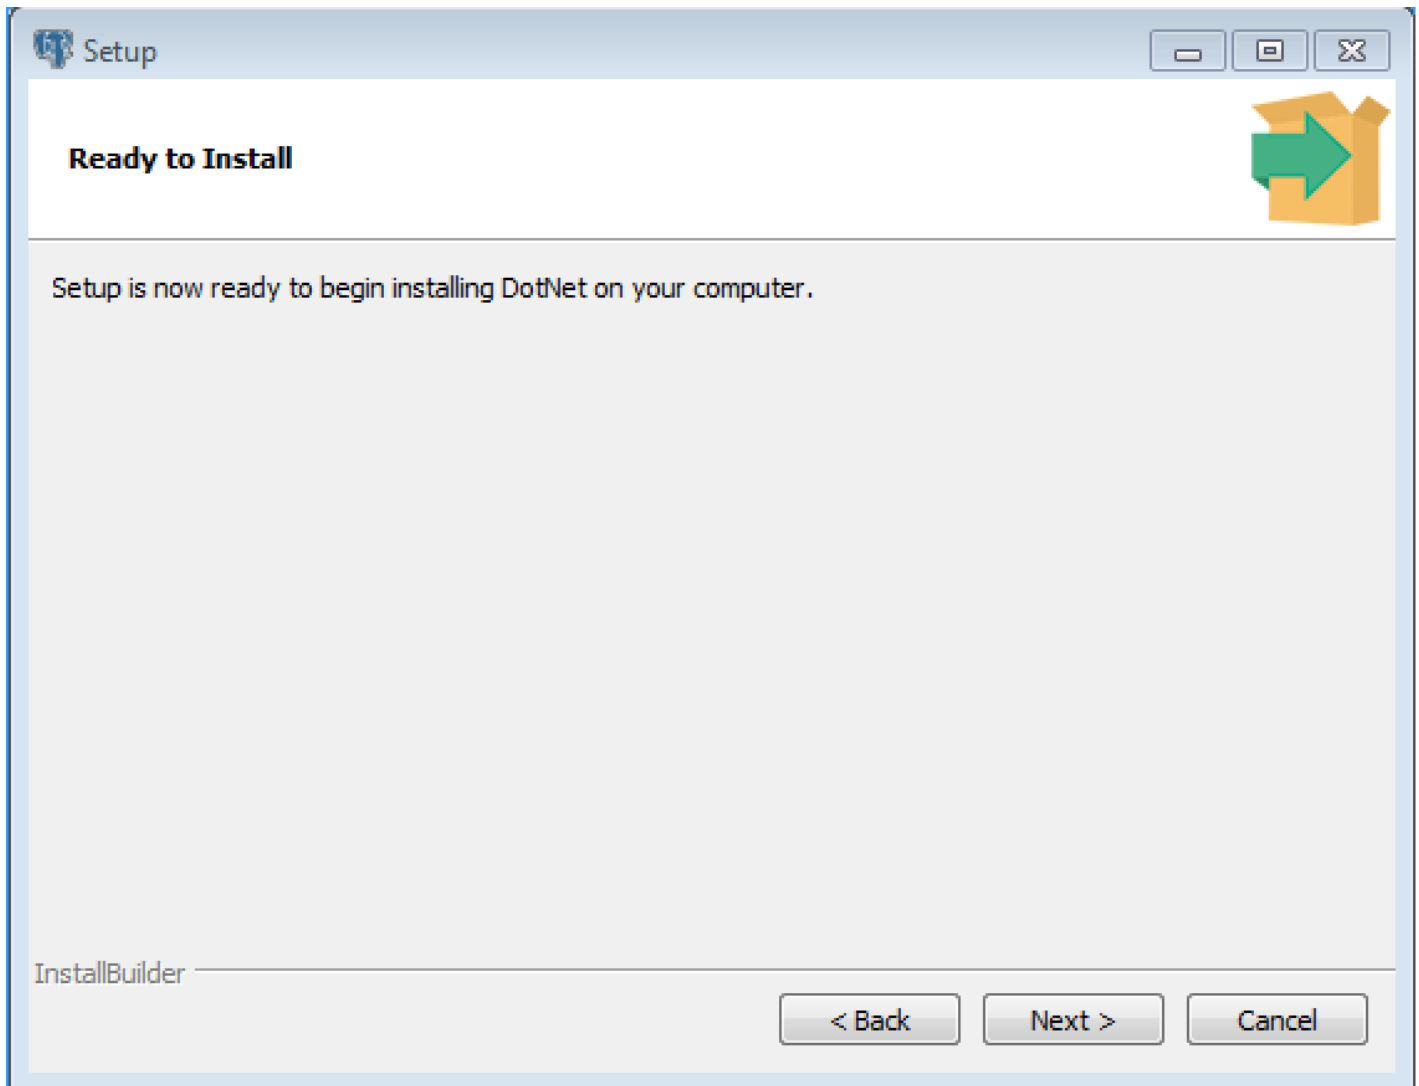 Setup
Ready to Install
Setup is now ready to begin installing DotNet on your computer.
InstallBuilder
< Back
Next >
Cancel